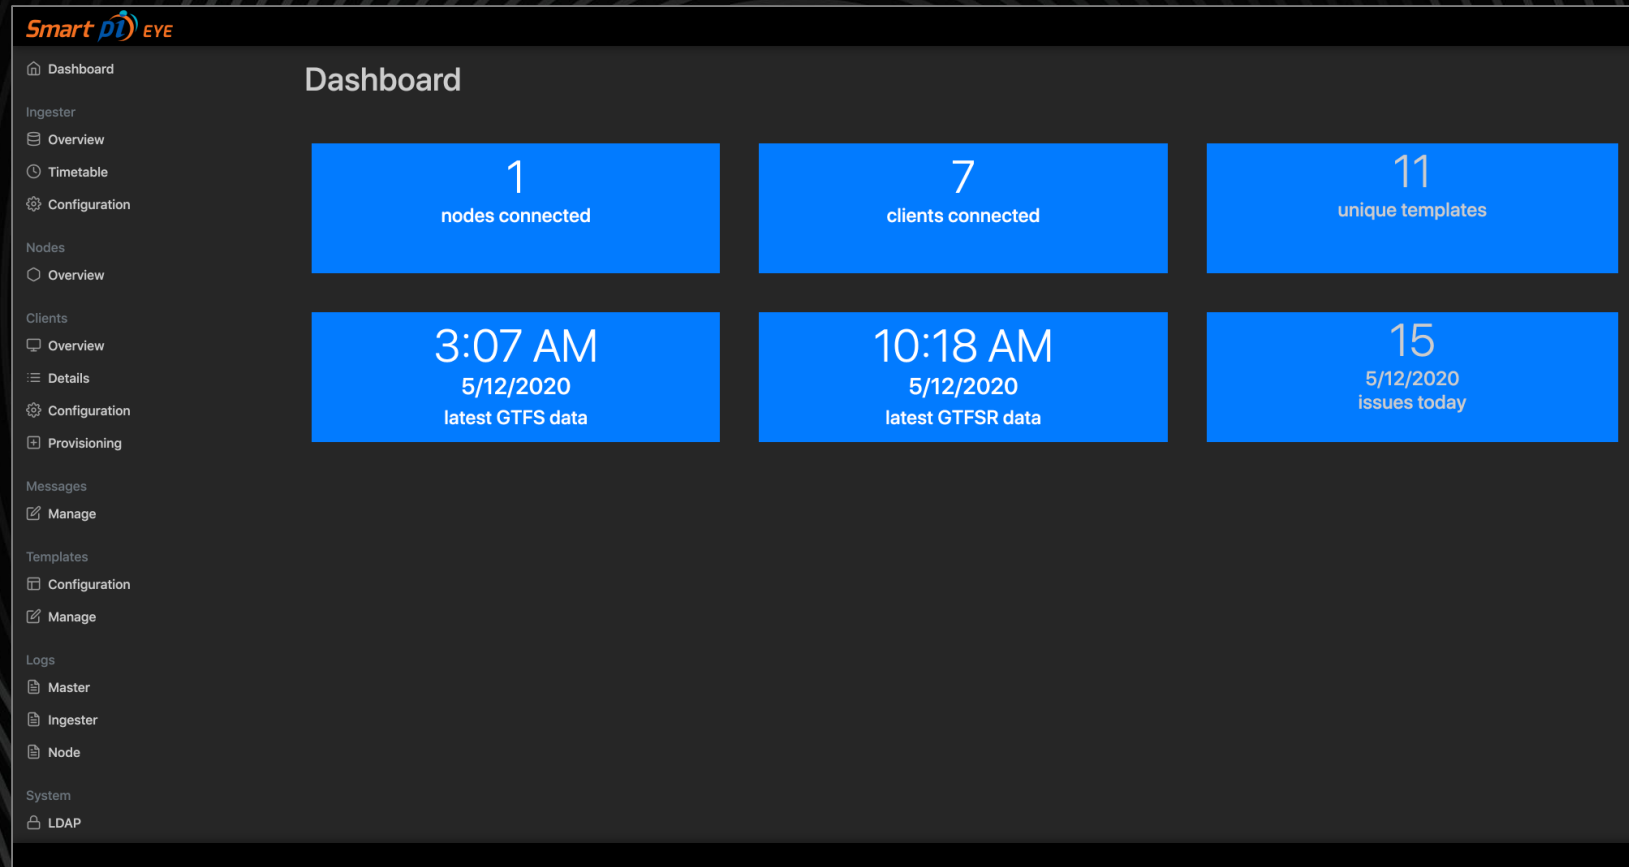 Smart pi EYE
Dashboard
Ingester
Overview
Timetable
Configuration
Nodes
Overview
Clients
Overview
Details
Configuration
Provisioning
Messages
Manage
Templates
Configuration
Manage
Logs
Master
Ingester
Node
System
LDAP
Dashboard
1
nodes connected
7
clients connected
11
unique templates
3:07 AM
5/12/2020
latest GTFS data
10:18 AM
5/12/2020
latest GTFSR data
15
5/12/2020
issues today